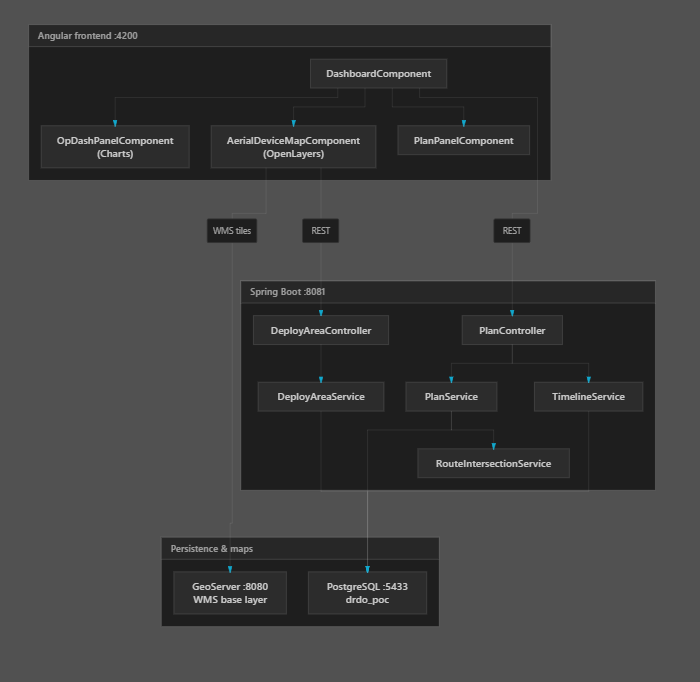 Angular frontend :4200
DashboardComponent
OpDashPanelComponent
(Charts)
AerialDeviceMapComponent
(OpenLayers)
PlanPanelComponent
WMS tiles
REST
REST
Spring Boot :8081
DeployAreaController
PlanController
DeployAreaService
PlanService
TimelineService
RouteIntersectionService
Persistence & maps
GeoServer :8080
WMS base layer
PostgreSQL :5433
drdo_poc